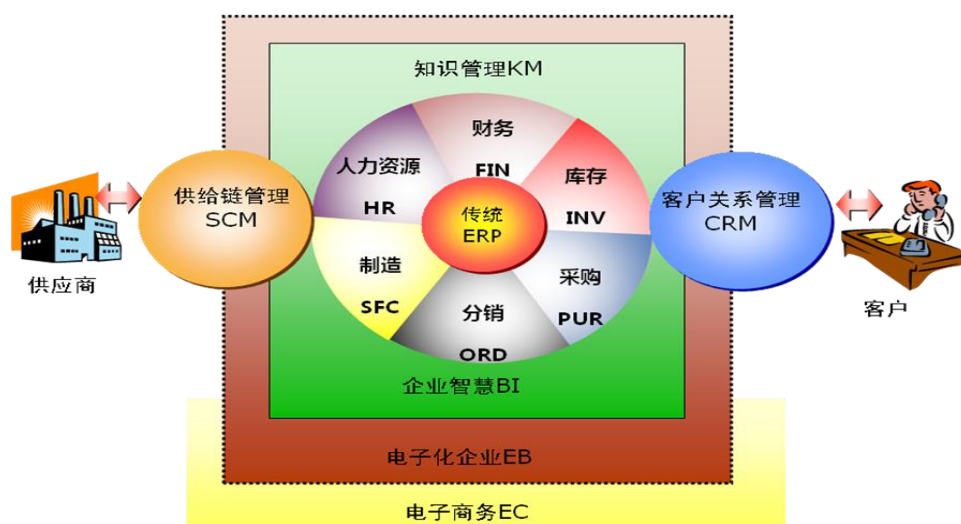 知识管理KM
财务
FIN
人力资源
HR
库存
INV
供给链管理
SCM
传统
ERP
客户关系管理
CRM
制造
SFC
采购
PUR
分销
ORD
供应商
客户
企业智慧BI
电子化企业EB
电子商务EC